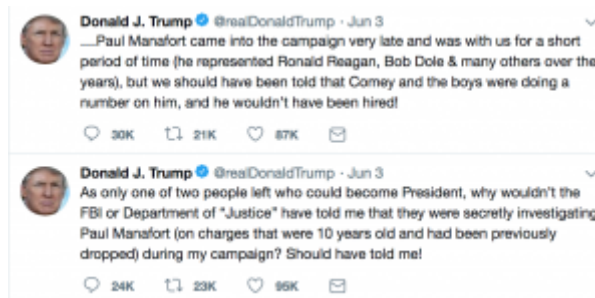 Donald J. Trump @realDonaldTrump · Jun 3
....Paul Manafort came into the campaign very late and was with us for a short
period of time (he represented Ronald Reagan, Bob Dole & many others over the
years), but we should have been told that Comey and the boys were doing a
number on him, and he wouldn't have been hired!
30K 21K 87K
Donald J. Trump @realDonaldTrump · Jun 3
As only one of two people left who could become President, why wouldn't the
FBI or Department of "Justice" have told me that they were secretly investigating
Paul Manafort (on charges that were 10 years old and had been previously
dropped) during my campaign? Should have told me!
24K 23K 95K